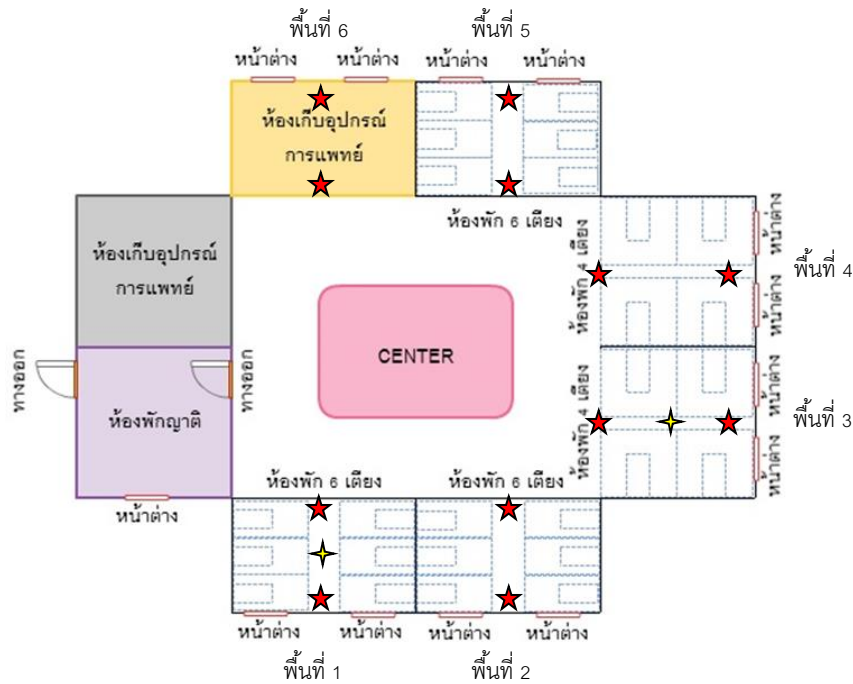 พื้นที่ 6
พื้นที่ 5
หน้าต่าง
หน้าต่าง
หน้าต่าง
หน้าต่าง
ห้องเก็บอุปกรณ์
การแพทย์
ห้องพัก 6 เตียง
ห้องเก็บอุปกรณ์
การแพทย์
ห้องพัก 4 เตียง
หน้าต่าง
หน้าต่าง
พื้นที่ 4
CENTER
ทางออก
ห้องพักญาติ
ทางออก
ห้องพัก 4 เตียง
หน้าต่าง
หน้าต่าง
พื้นที่ 3
หน้าต่าง
ห้องพัก 6 เตียง
ห้องพัก 6 เตียง
หน้าต่าง
หน้าต่าง
หน้าต่าง
หน้าต่าง
พื้นที่ 1
พื้นที่ 2